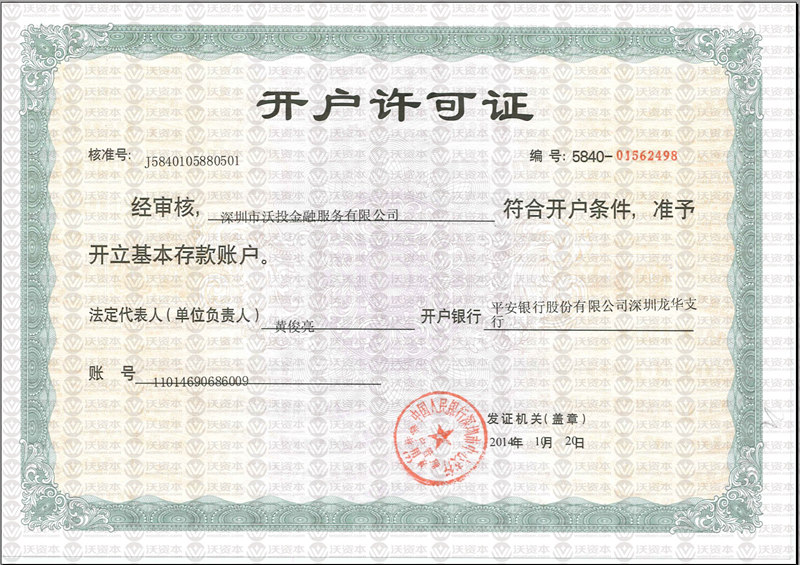 开户许可证
核准号: J5840105880501
编 号: 5840-01562498
经审核, 深圳市沃投金融服务有限公司 符合开户条件, 准予
开立基本存款账户。
法定代表人(单位负责人) 黄俊亮 开户银行 平安银行股份有限公司深圳龙华支
行
账 号 11014690686009
中国人民银行深圳市中心支行
发证机关(盖章)
2014年 10月 20日
沃资本